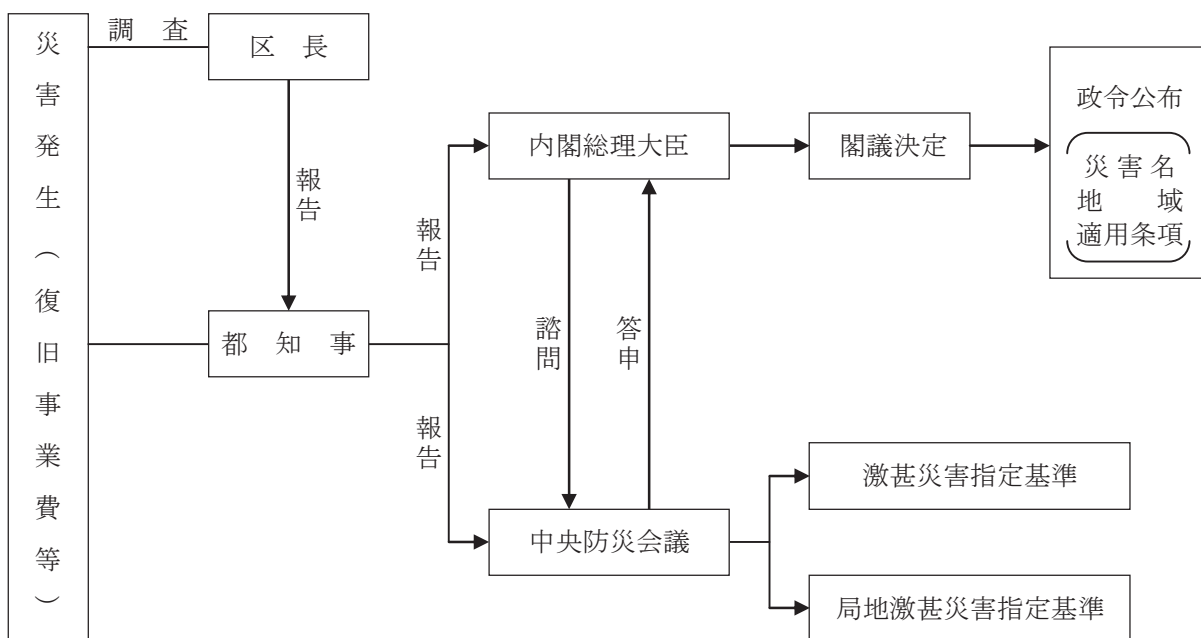 災害発生（復旧事業費等）
調査
区長
報告
都知事
報告
報告
内閣総理大臣
諮問
答申
中央防災会議
閣議決定
政令公布
災害名
地域
適用条項
激甚災害指定基準
局地激甚災害指定基準